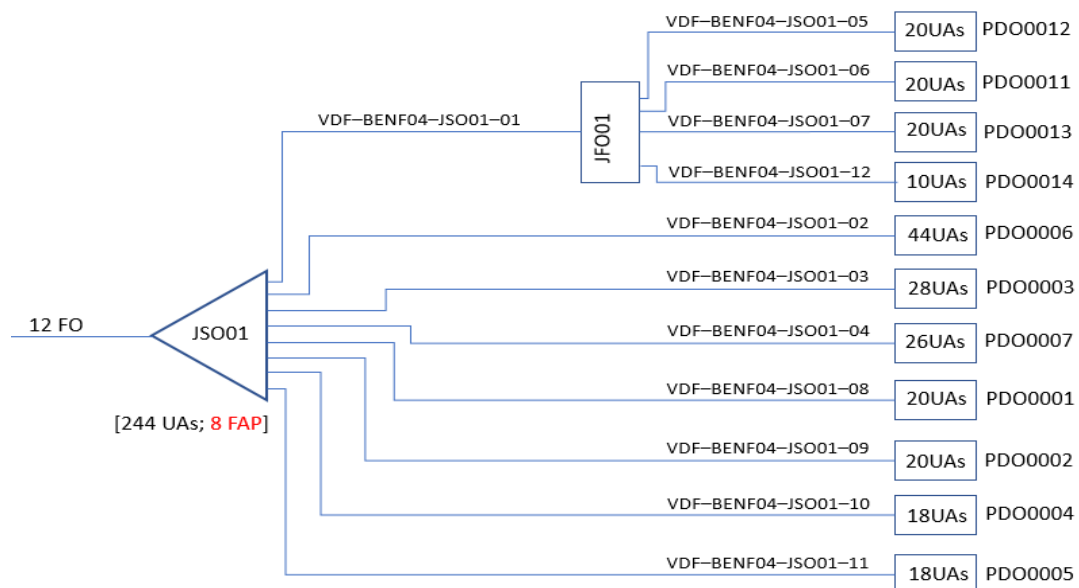 VDF–BENF04–JSO01–05 20UAs PDO0012
VDF–BENF04–JSO01–06 20UAs PDO0011
VDF–BENF04–JSO01–01 JFO01 VDF–BENF04–JSO01–07 20UAs PDO0013
VDF–BENF04–JSO01–12 10UAs PDO0014
VDF–BENF04–JSO01–02 44UAs PDO0006
VDF–BENF04–JSO01–03 28UAs PDO0003
12 FO JSO01 VDF–BENF04–JSO01–04 26UAs PDO0007
VDF–BENF04–JSO01–08 20UAs PDO0001
[244 UAs; 8 FAP]
VDF–BENF04–JSO01–09 20UAs PDO0002
VDF–BENF04–JSO01–10 18UAs PDO0004
VDF–BENF04–JSO01–11 18UAs PDO0005